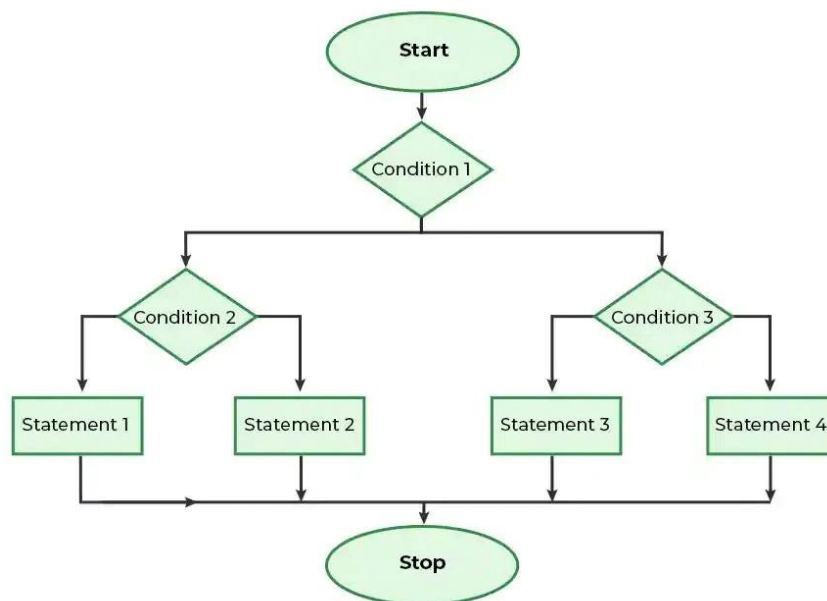 Start
Condition 1
Condition 2
Condition 3
Statement 1
Statement 2
Statement 3
Statement 4
Stop